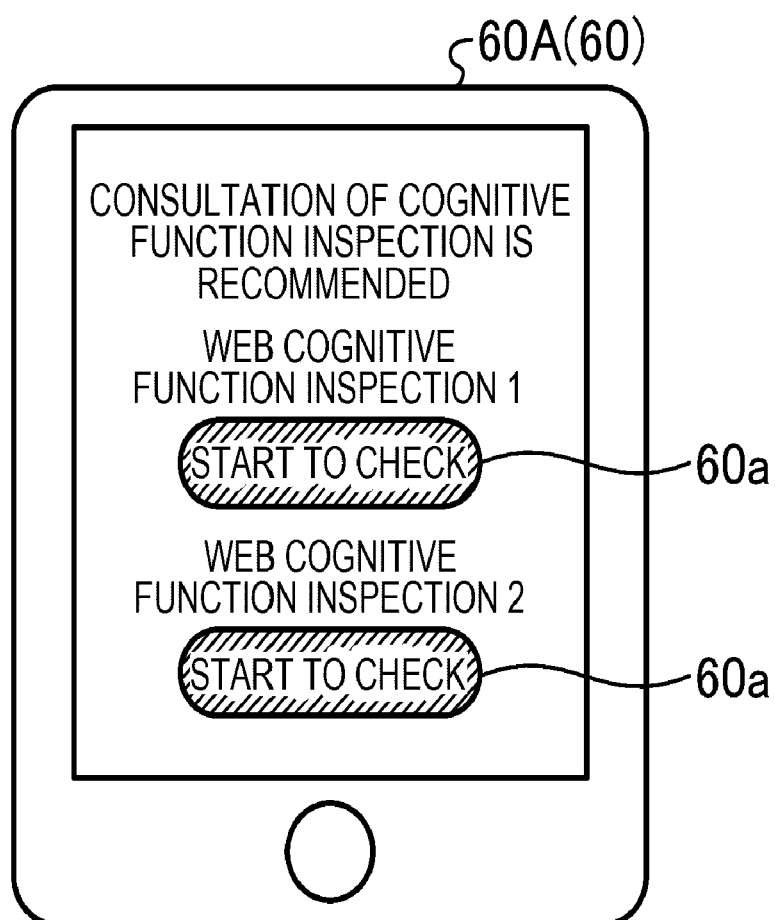 60A(60)
CONSULTATION OF COGNITIVE
FUNCTION INSPECTION IS
RECOMMENDED
WEB COGNITIVE
FUNCTION INSPECTION 1
START TO CHECK
60a
WEB COGNITIVE
FUNCTION INSPECTION 2
START TO CHECK
60a